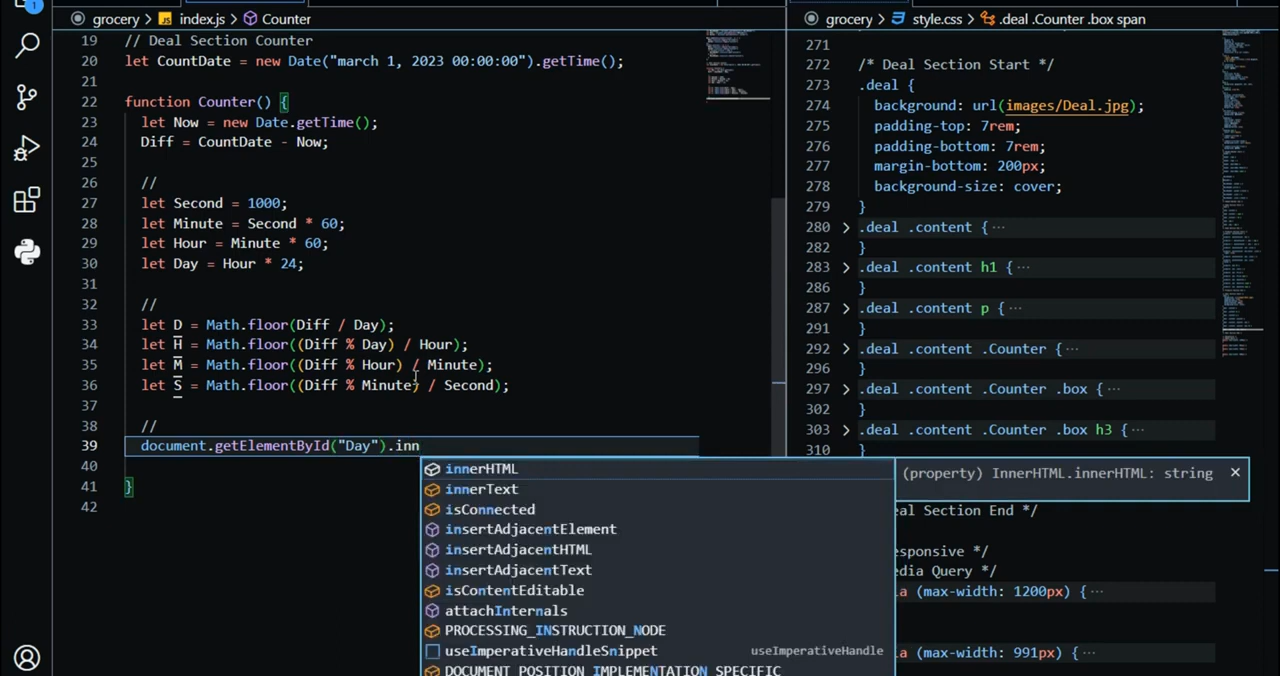 1
grocery > JS index.js > Counter
19 // Deal Section Counter
20 let CountDate = new Date("march 1, 2023 00:00:00").getTime();
21
22 function Counter() {
23 let Now = new Date.getTime();
24 Diff = CountDate - Now;
25
26 //
27 let Second = 1000;
28 let Minute = Second * 60;
29 let Hour = Minute * 60;
30 let Day = Hour * 24;
31
32 //
33 let D = Math.floor(Diff / Day);
34 let H = Math.floor((Diff % Day) / Hour);
35 let M = Math.floor((Diff % Hour) / Minute);
36 let S = Math.floor((Diff % Minute) / Second);
37
38 //
39 document.getElementById("Day").inn
40
41 }
42
innerHTML
innerText
isConnected
insertAdjacentElement
insertAdjacentHTML
insertAdjacentText
isContentEditable
attachInternals
PROCESSING_INSTRUCTION_NODE
useImperativeHandleSnippet useImperativeHandle
DOCUMENT_POSITION_IMPLEMENTATION_SPECIFIC
grocery > style.css > .deal .Counter .box span
271
272 /* Deal Section Start */
273 .deal {
274 background: url(images/Deal.jpg);
275 padding-top: 7rem;
276 padding-bottom: 7rem;
277 margin-bottom: 200px;
278 background-size: cover;
279 }
280 > .deal .content { ···
282 }
283 > .deal .content h1 { ···
286 }
287 > .deal .content p { ···
291 }
292 > .deal .content .Counter { ···
296 }
297 > .deal .content .Counter .box { ···
302 }
303 > .deal .content .Counter .box h3 { ···
310 }
(property) InnerHTML.innerHTML: string ×
eal Section End */
esponsive */
edia Query */
ia (max-width: 1200px) { ···
ia (max-width: 991px) { ···